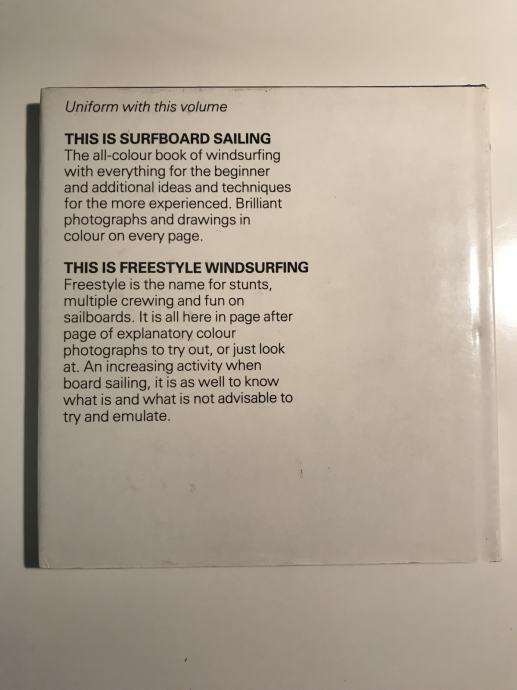 Uniform with this volume
THIS IS SURFBOARD SAILING
The all-colour book of windsurfing
with everything for the beginner
and additional ideas and techniques
for the more experienced. Brilliant
photographs and drawings in
colour on every page.
THIS IS FREESTYLE WINDSURFING
Freestyle is the name for stunts,
multiple crewing and fun on
sailboards. It is all here in page after
page of explanatory colour
photographs to try out, or just look
at. An increasing activity when
board sailing, it is as well to know
what is and what is not advisable to
try and emulate.